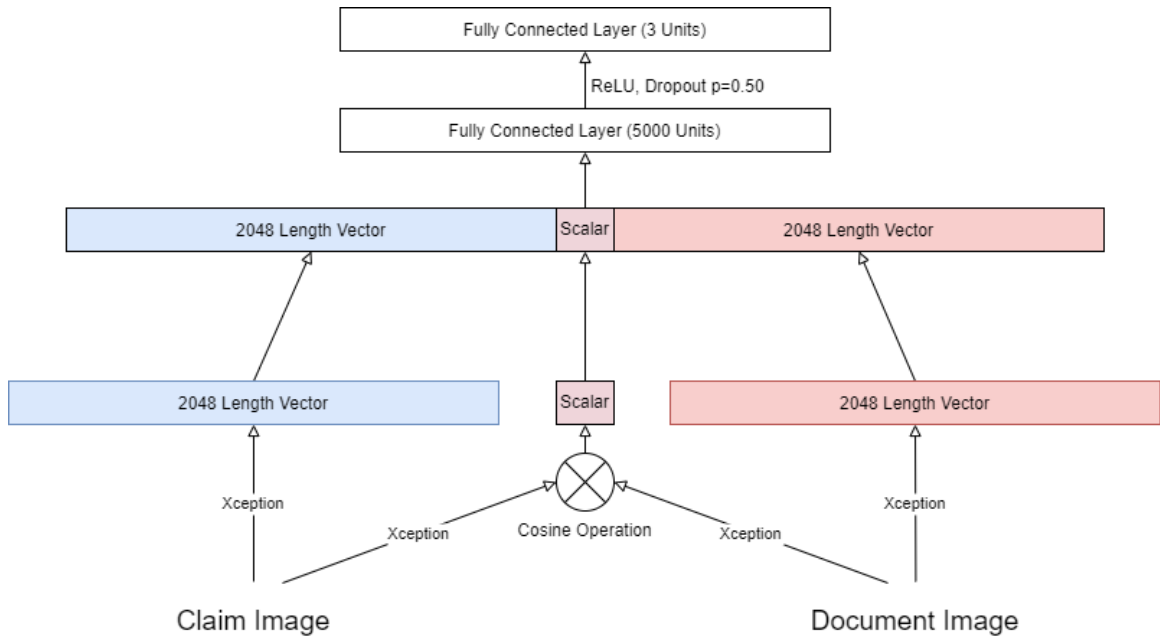 Fully Connected Layer (3 Units)
ReLU, Dropout p=0.50
Fully Connected Layer (5000 Units)
2048 Length Vector
Scalar
2048 Length Vector
2048 Length Vector
Scalar
2048 Length Vector
Xception
Xception
Cosine Operation
Xception
Xception
Claim Image
Document Image